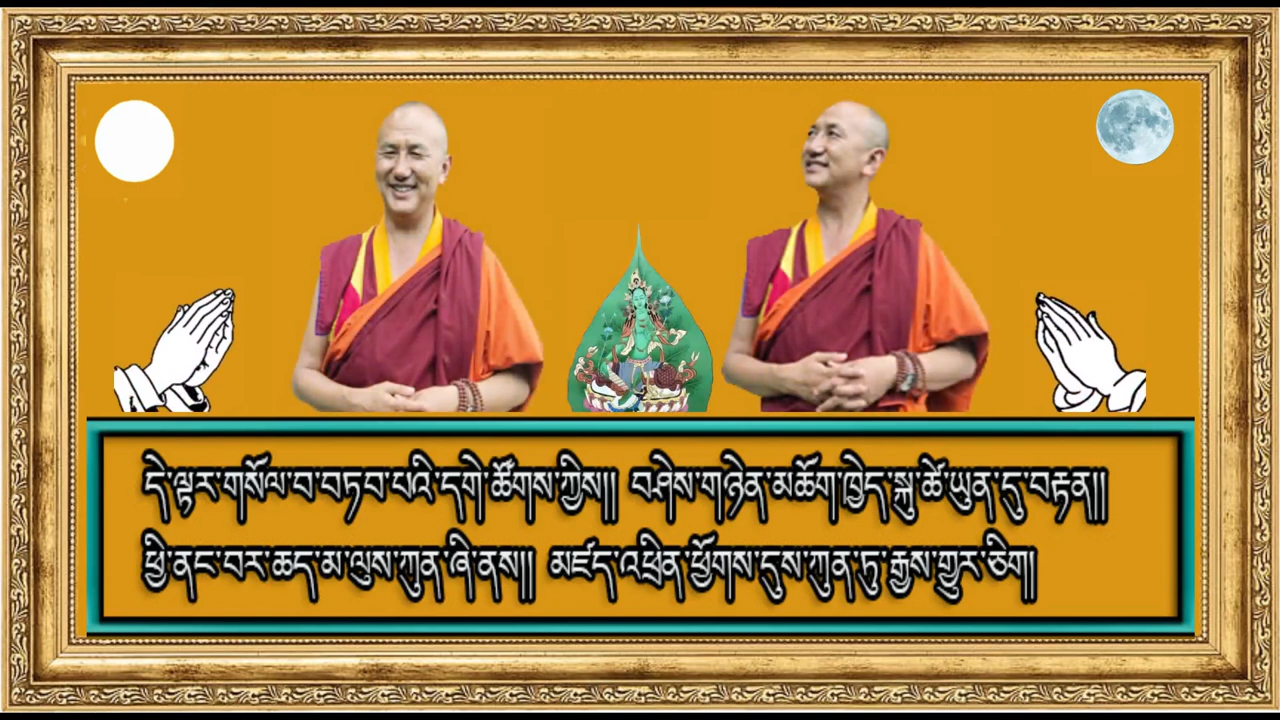 དེ་ལྟར་གསོལ་བ་བཏབ་པའི་དགེ་ཚོགས་ཀྱིས།། བཤེས་གཉེན་མཆོག་ཁྱེད་སྐུ་ཚེ་ཡུན་དུ་བརྟན།།
ཕྱི་ནང་བར་ཆད་མ་ལུས་ཀུན་ཞི་ནས།། མཛད་འཕྲིན་ཕྱོགས་དུས་ཀུན་ཏུ་རྒྱས་གྱུར་ཅིག།